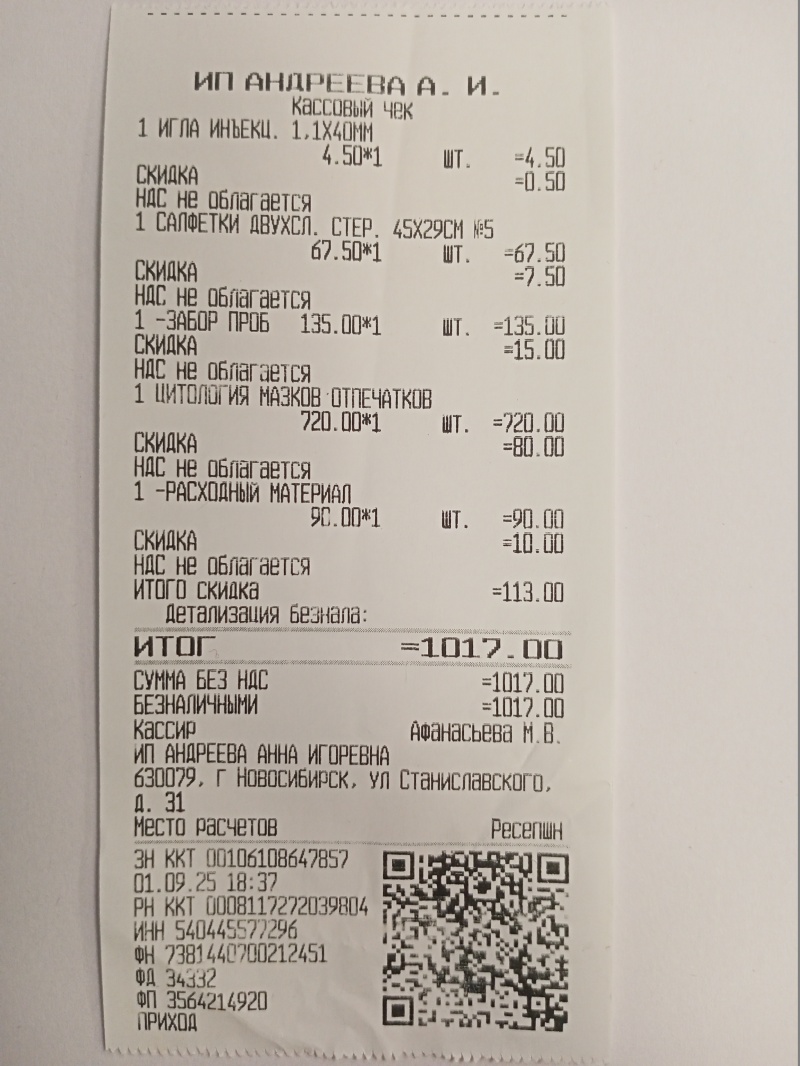 ИП АНДРЕЕВА А. И.
Кассовый чек
1 ИГЛА ИНЪЕКЦ. 1,1Х40ММ
4.50*1 ШТ. =4.50
СКИДКА =0.50
НДС не облагается
1 САЛФЕТКИ ДВУХСЛ. СТЕР. 45Х29СМ №5
67.50*1 ШТ. =67.50
СКИДКА =7.50
НДС не облагается
1 -ЗАБОР ПРОБ 135.00*1 ШТ. =135.00
СКИДКА =15.00
НДС не облагается
1 ЦИТОЛОГИЯ МАЗКОВ ОТПЕЧАТКОВ
720.00*1 ШТ. =720.00
СКИДКА =80.00
НДС не облагается
1 -РАСХОДНЫЙ МАТЕРИАЛ
90.00*1 ШТ. =90.00
СКИДКА =10.00
НДС не облагается
ИТОГО СКИДКА =113.00
Детализация безнала:
ИТОГ =1017.00
СУММА БЕЗ НДС =1017.00
БЕЗНАЛИЧНЫМИ =1017.00
Кассир Афанасьева М.В.
ИП АНДРЕЕВА АННА ИГОРЕВНА
630079, Г НОВОСИБИРСК, УЛ Станиславского,
д. 31
Место расчетов Ресепшн
ЗН ККТ 00106108647857
01.09.25 18:37
РН ККТ 0008117272039804
ИНН 540445577296
ФН 7381440700212451
ФД 34332
ФП 3564214920
ПРИХОД